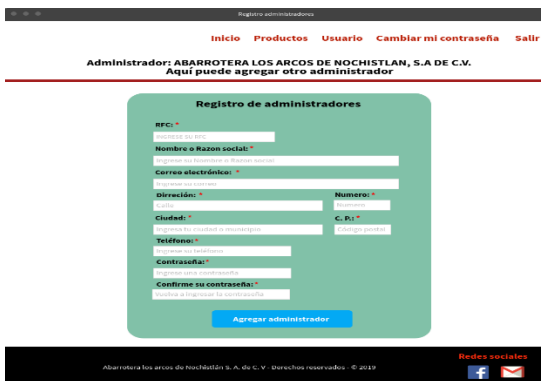 Registro administradores
Inicio Productos Usuario Cambiar mi contraseña Salir
Administrador: ABARROTERA LOS ARCOS DE NOCHISTLAN, S.A DE C.V.
Aquí puede agregar otro administrador
Registro de administradores
RFC: *
INGRESE SU RFC
Nombre o Razon social: *
Ingrese su Nombre o Razon social
Correo electrónico: *
Ingrese su correo
Dirreción: * Numero: *
Calle Numero
Ciudad: * C. P.: *
Ingresa tu ciudad o municipio Código postal
Teléfono: *
Ingrese su teléfono
Contraseña: *
Ingrese una contraseña
Confirme su contraseña: *
Vuelva a ingresar la contraseña
Agregar administrador
Redes sociales
Abarrotera los arcos de Nochistlán S. A. de C. V - Derechos reservados - © 2019